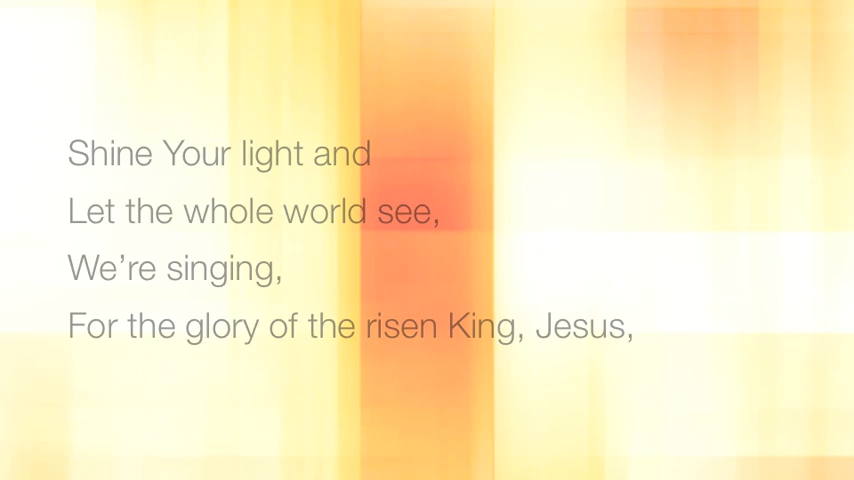 Shine Your light and
Let the whole world see,
We’re singing,
For the glory of the risen King, Jesus,